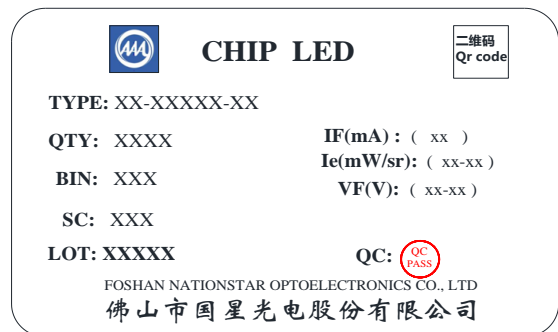 CHIP LED
二维码
Qr code
TYPE: XX-XXXXX-XX
QTY: XXXX
IF(mA) : ( xx )
Ie(mW/sr): ( xx-xx )
BIN: XXX
VF(V): ( xx-xx )
SC: XXX
LOT: XXXXX
QC: QC
PASS
FOSHAN NATIONSTAR OPTOELECTRONICS CO., LTD
佛山市国星光电股份有限公司